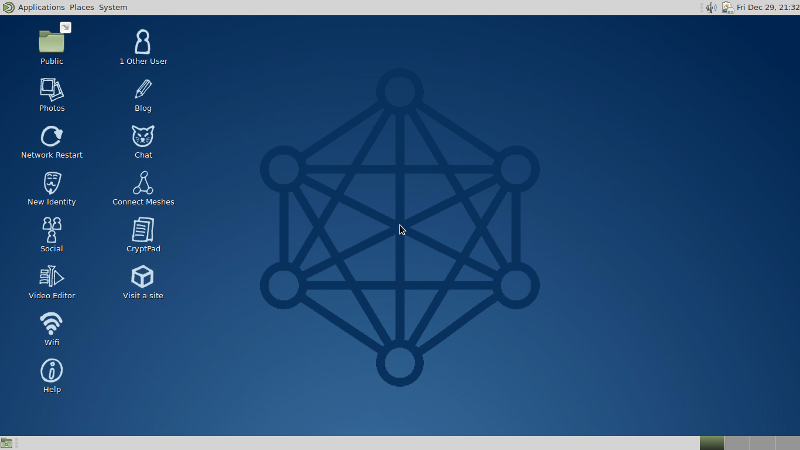 Applications Places System
Fri Dec 29, 21:32
Public
1 Other User
Photos
Blog
Network Restart
Chat
New Identity
Connect Meshes
Social
CryptPad
Video Editor
Visit a site
Wifi
Help